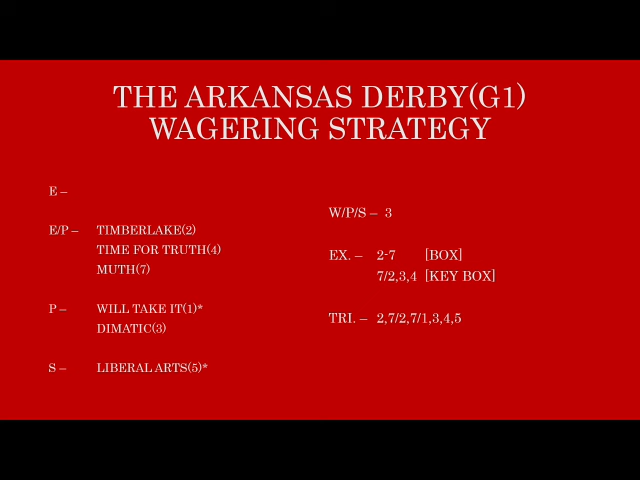 THE ARKANSAS DERBY(G1)
WAGERING STRATEGY
E –
E/P – TIMBERLAKE(2)
TIME FOR TRUTH(4)
MUTH(7)
P – WILL TAKE IT(1)*
DIMATIC(3)
S – LIBERAL ARTS(5)*
W/P/S – 3
EX. – 2-7 [BOX]
7/2,3,4 [KEY BOX]
TRI. – 2,7/2,7/1,3,4,5